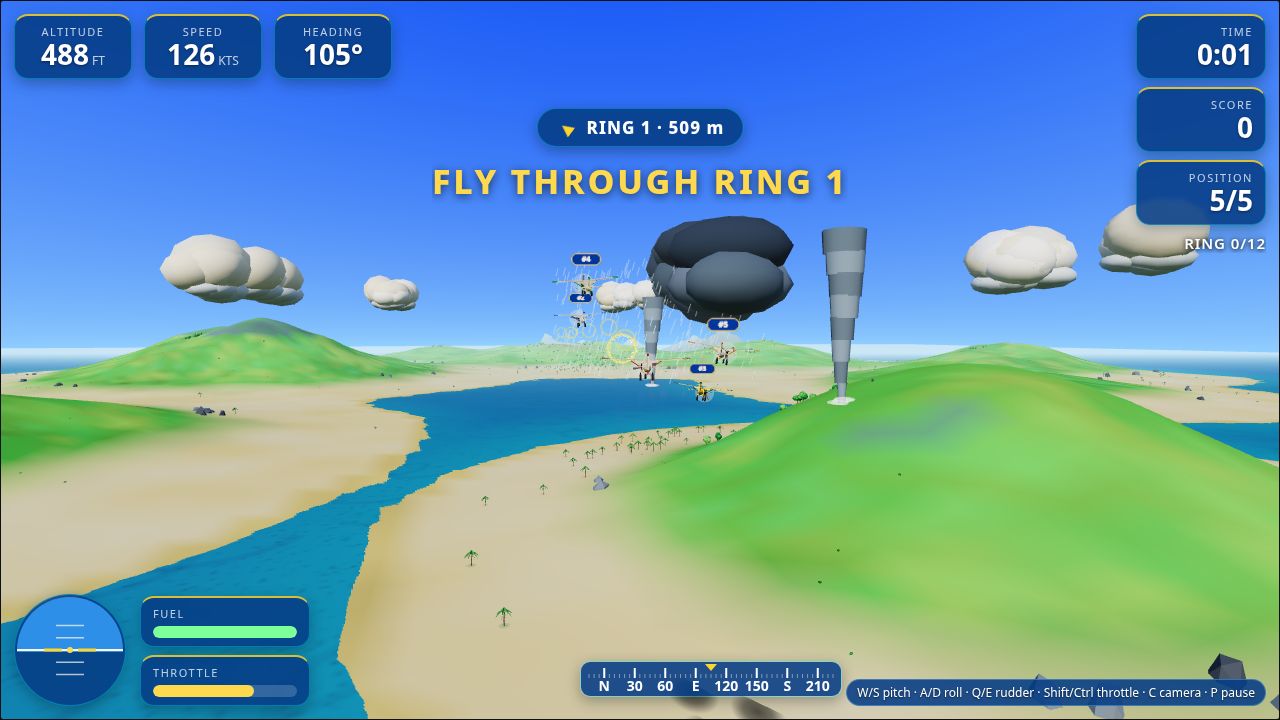 ALTITUDE
488 FT
SPEED
126 KTS
HEADING
105°
TIME
0:01
SCORE
0
POSITION
5/5
RING 0/12
RING 1 · 509 m
FLY THROUGH RING 1
#4
#2
#5
#3
FUEL
THROTTLE
N 30 60 E 120 150 S 210
W/S pitch · A/D roll · Q/E rudder · Shift/Ctrl throttle · C camera · P pause